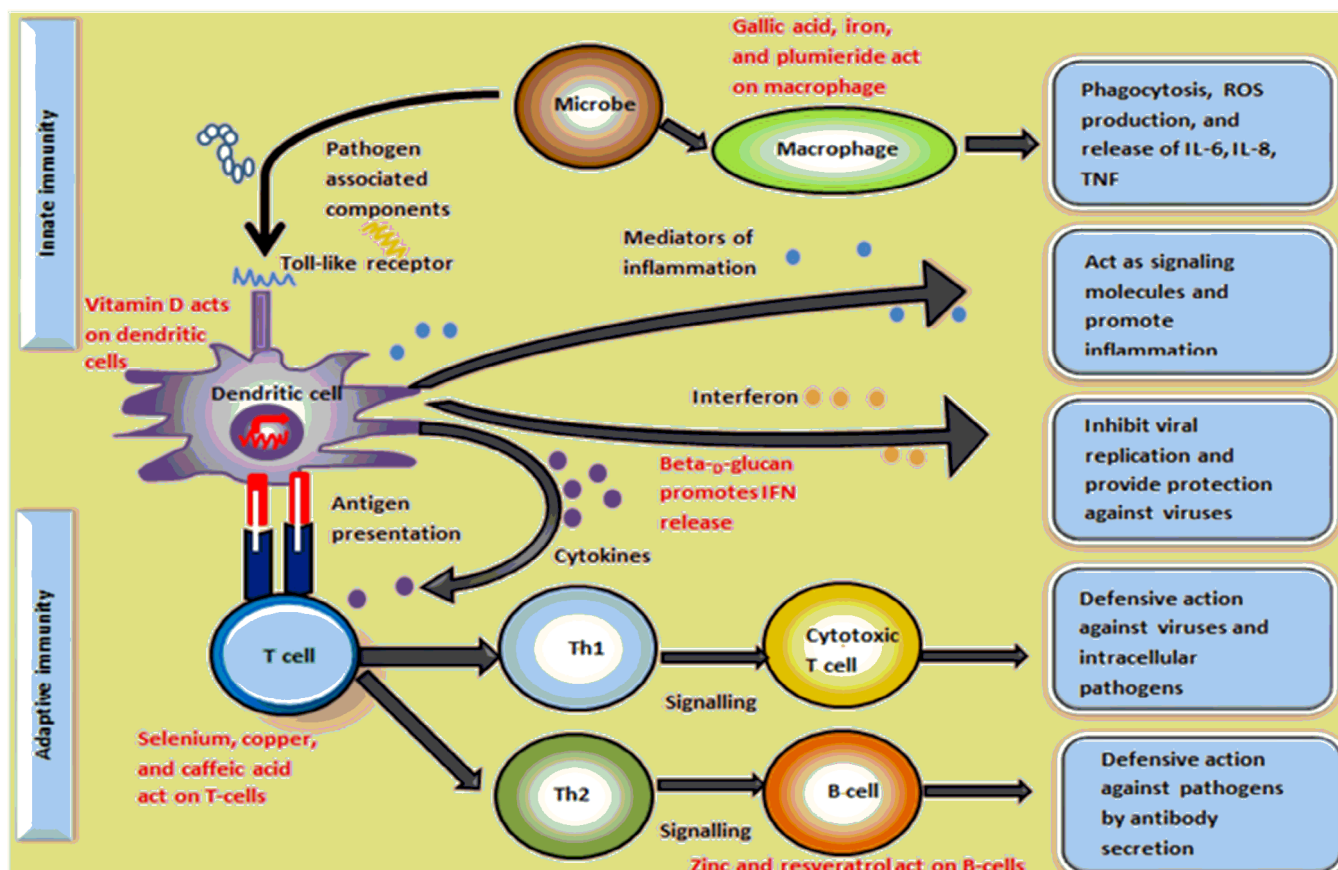 Innate immunity
Gallic acid, iron,
and plumieride act
on macrophage
Microbe
Macrophage
Phagocytosis, ROS
production, and
release of IL-6, IL-8,
TNF
Pathogen
associated
components
Toll-like receptor
Mediators of
inflammation
Act as signaling
molecules and
promote
inflammation
Vitamin D acts
on dendritic
cells
Dendritic cell
Interferon
Beta-D-glucan
promotes IFN
release
Inhibit viral
replication and
provide protection
against viruses
Antigen
presentation
Cytokines
Adaptive immunity
T cell
Th1
Signalling
Cytotoxic
T cell
Defensive action
against viruses and
intracellular
pathogens
Selenium, copper,
and caffeic acid
act on T-cells
Th2
Signalling
B-cell
Defensive action
against pathogens
by antibody
secretion
Zinc and resveratrol act on B-cells